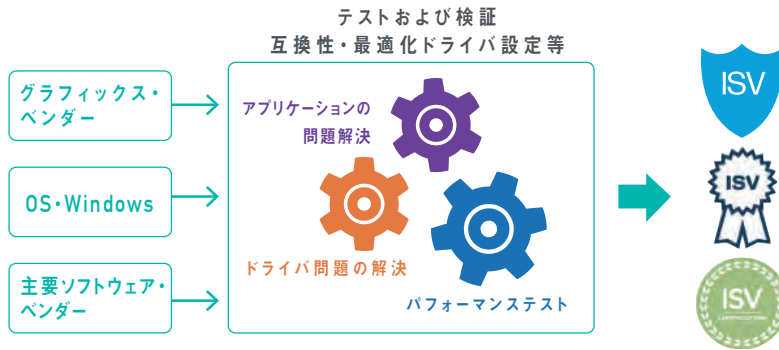 テストおよび検証
互換性・最適化ドライバ設定等
グラフィックス・
ベンダー
OS・Windows
主要ソフトウェア・
ベンダー
アプリケーションの
問題解決
ドライバ問題の解決
パフォーマンステスト
ISV
ISV
ISV